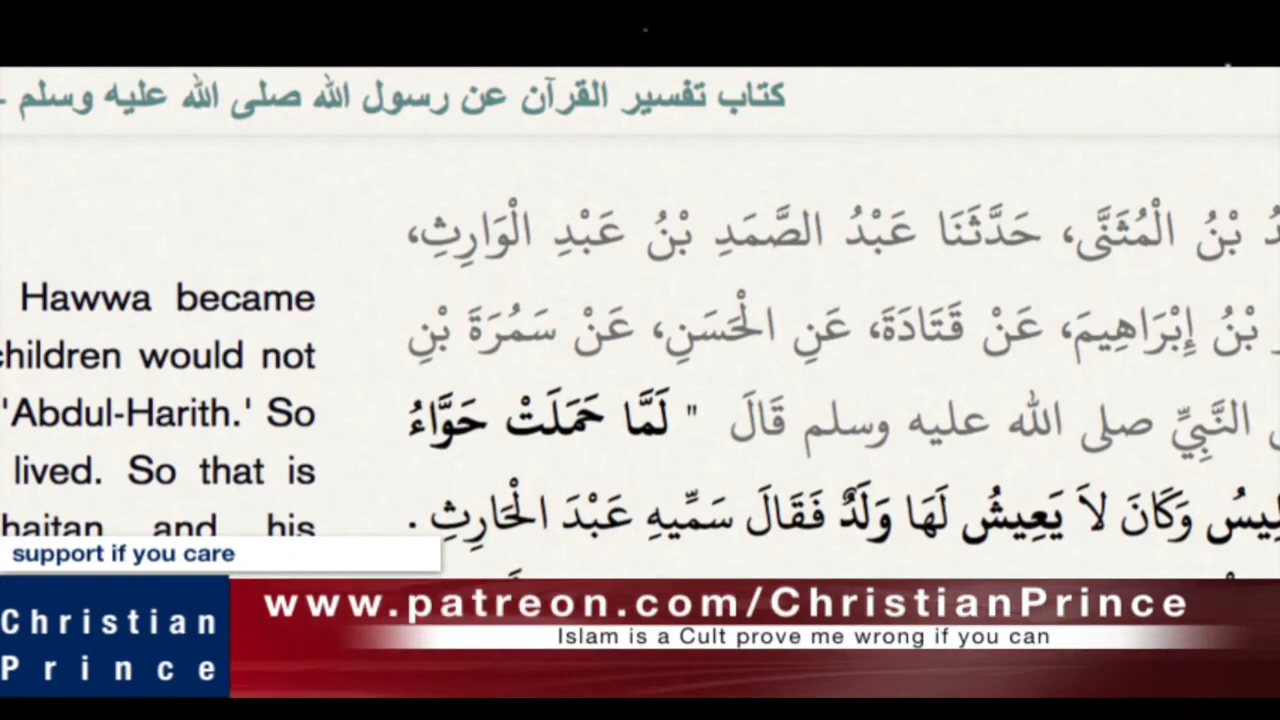 كتاب تفسير القرآن عن رسول الله صلى الله عليه وسلم -
بْنُ الْمُثَنَّى، حَدَّثَنَا عَبْدُ الصَّمَدِ بْنُ عَبْدِ الْوَارِثِ،
بْنُ إِبْرَاهِيمَ، عَنْ قَتَادَةَ، عَنِ الْحَسَنِ، عَنْ سَمُرَةَ بْنِ
النَّبِيِّ صلى الله عليه وسلم قَالَ " لَمَّا حَمَلَتْ حَوَّاءُ
وَكَانَ لاَ يَعِيشُ لَهَا وَلَدٌ فَقَالَ سَمِّيهِ عَبْدَ الْحَارِثِ .
Hawwa became
children would not
'Abdul-Harith.' So
lived. So that is
haitan and his
support if you care
Christian
Prince
www.patreon.com/ChristianPrince
Islam is a Cult prove me wrong if you can